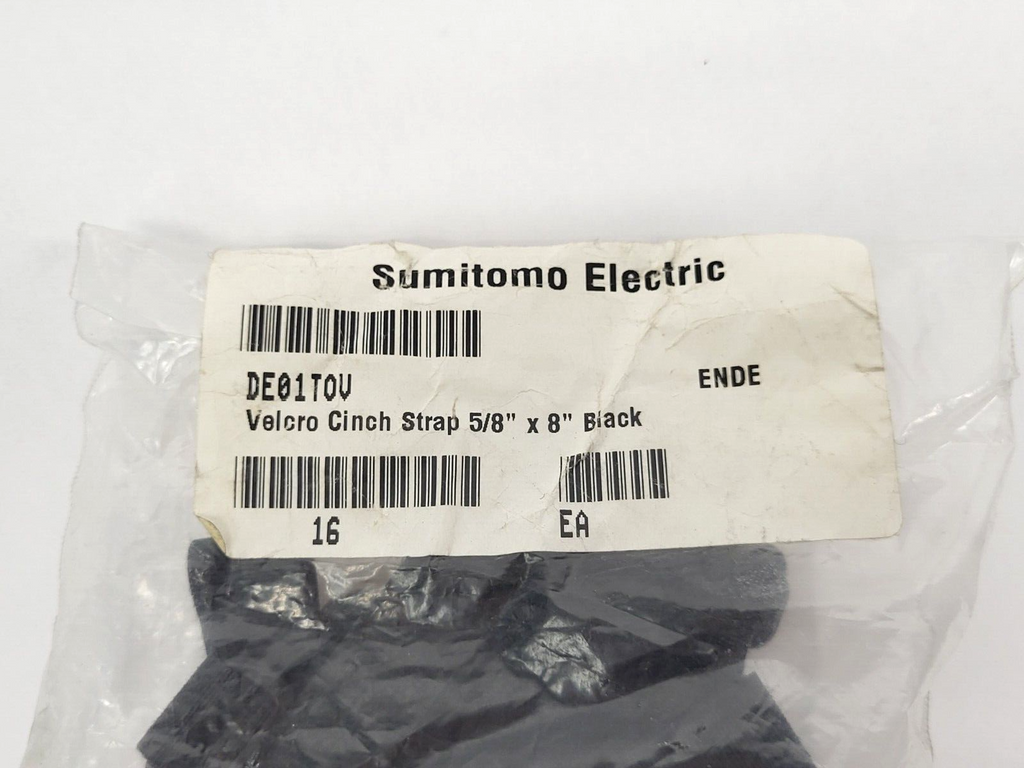 Sumitomo Electric
DE01TOV
ENDE
Velcro Cinch Strap 5/8" x 8" Black
16
EA